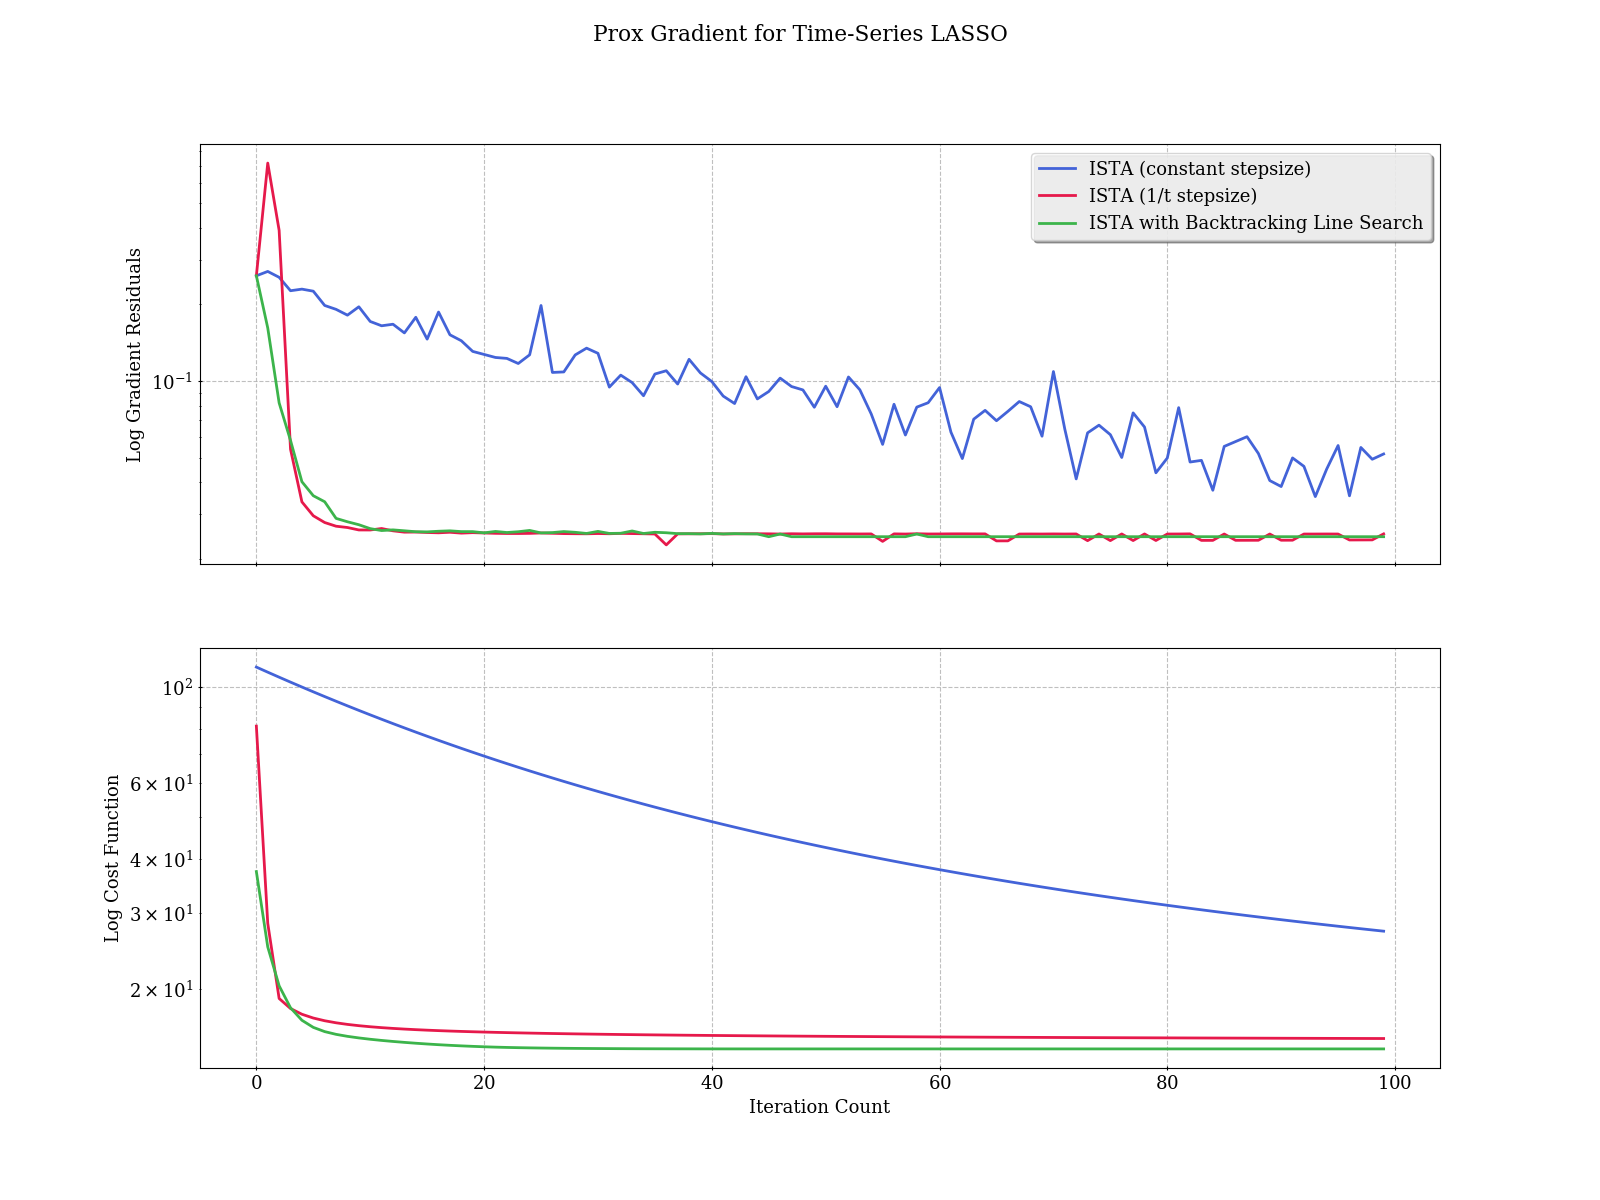 Prox Gradient for Time-Series LASSO
Log Gradient Residuals
10⁻¹
ISTA (constant stepsize)
ISTA (1/t stepsize)
ISTA with Backtracking Line Search
Log Cost Function
10²
6 × 10¹
4 × 10¹
3 × 10¹
2 × 10¹
0 20 40 60 80 100
Iteration Count